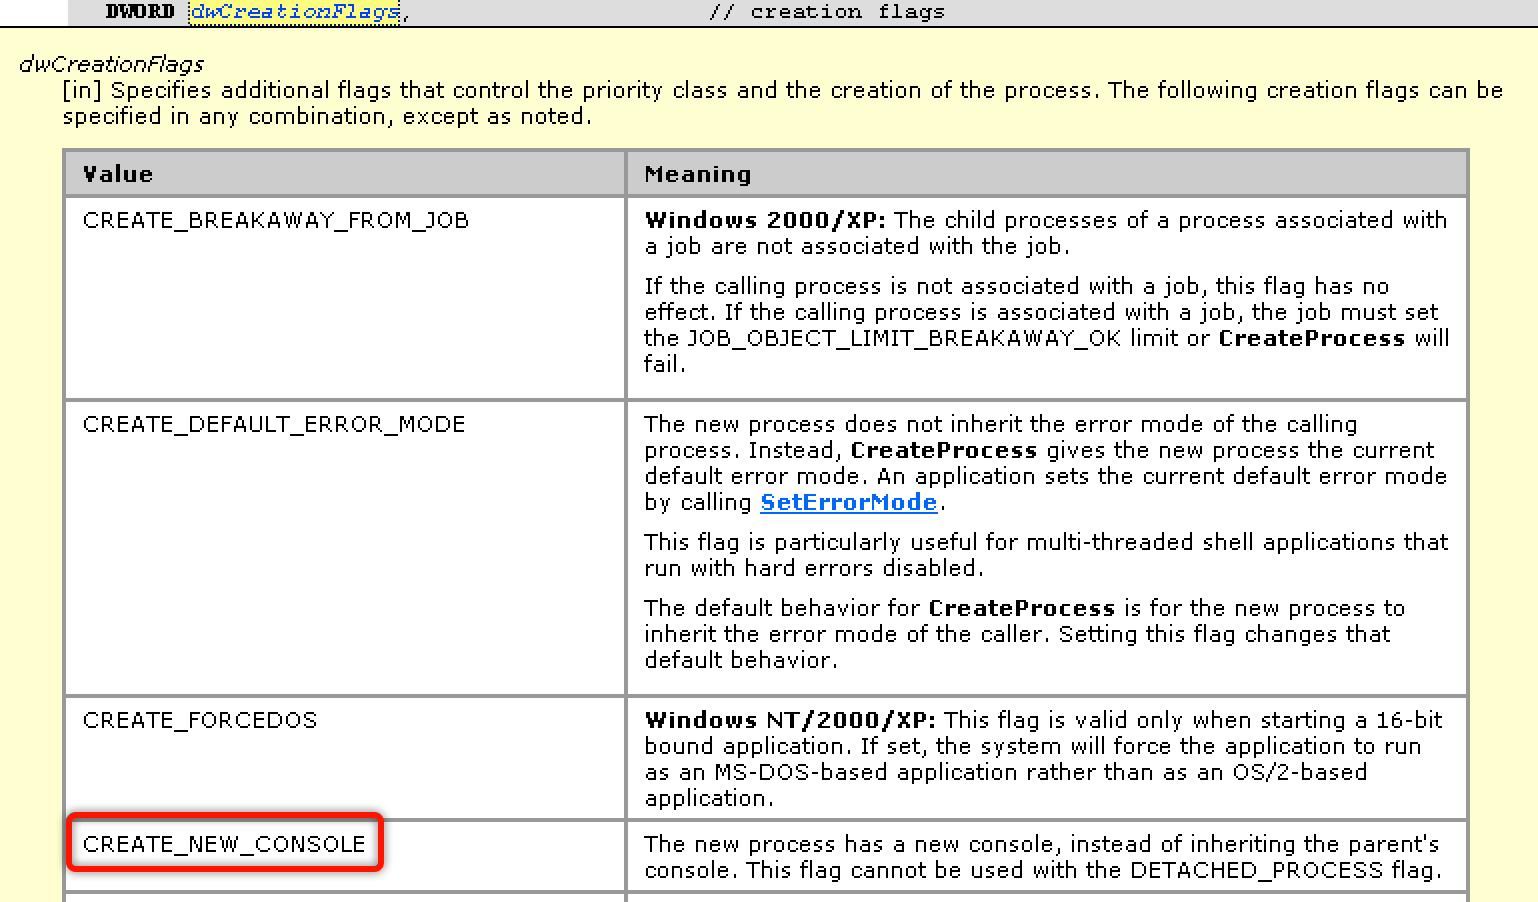 DWORD dwCreationFlags, // creation flags
dwCreationFlags
[in] Specifies additional flags that control the priority class and the creation of the process. The following creation flags can be
specified in any combination, except as noted.
Value Meaning
CREATE_BREAKAWAY_FROM_JOB Windows 2000/XP: The child processes of a process associated with
a job are not associated with the job.
If the calling process is not associated with a job, this flag has no
effect. If the calling process is associated with a job, the job must set
the JOB_OBJECT_LIMIT_BREAKAWAY_OK limit or CreateProcess will
fail.
CREATE_DEFAULT_ERROR_MODE The new process does not inherit the error mode of the calling
process. Instead, CreateProcess gives the new process the current
default error mode. An application sets the current default error mode
by calling SetErrorMode.
This flag is particularly useful for multi-threaded shell applications that
run with hard errors disabled.
The default behavior for CreateProcess is for the new process to
inherit the error mode of the caller. Setting this flag changes that
default behavior.
CREATE_FORCEDOS Windows NT/2000/XP: This flag is valid only when starting a 16-bit
bound application. If set, the system will force the application to run
as an MS-DOS-based application rather than as an OS/2-based
application.
CREATE_NEW_CONSOLE The new process has a new console, instead of inheriting the parent's
console. This flag cannot be used with the DETACHED_PROCESS flag.